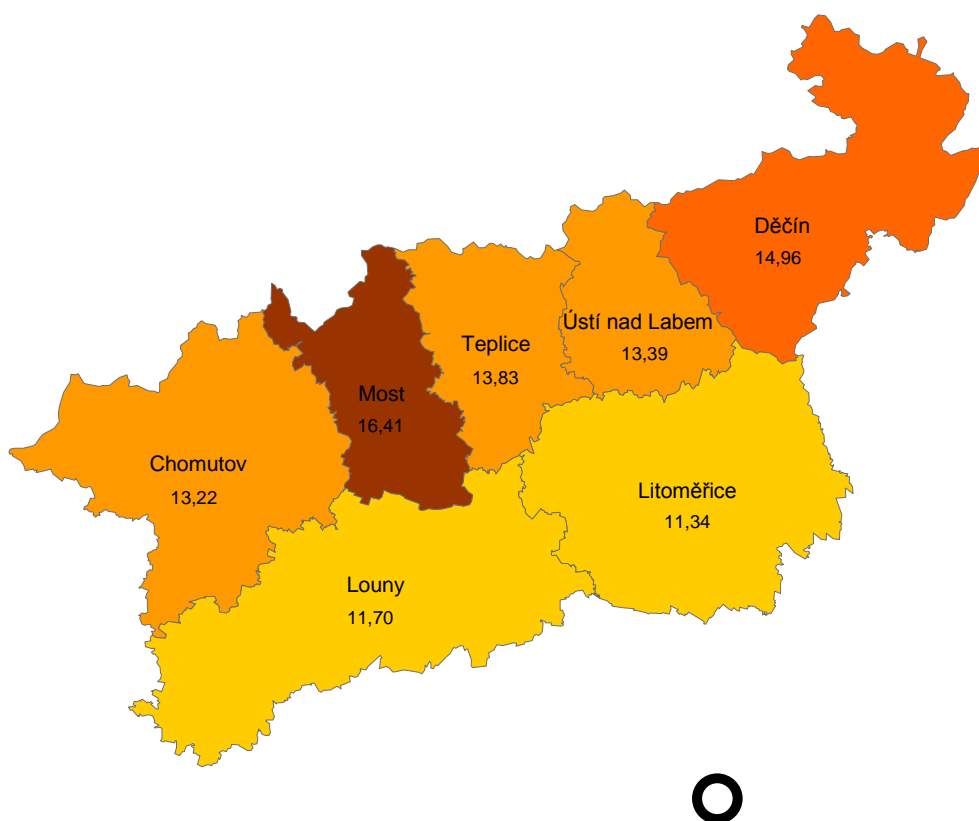 Děčín
14,96
Ústí nad Labem
13,39
Teplice
13,83
Most
16,41
Chomutov
13,22
Litoměřice
11,34
Louny
11,70